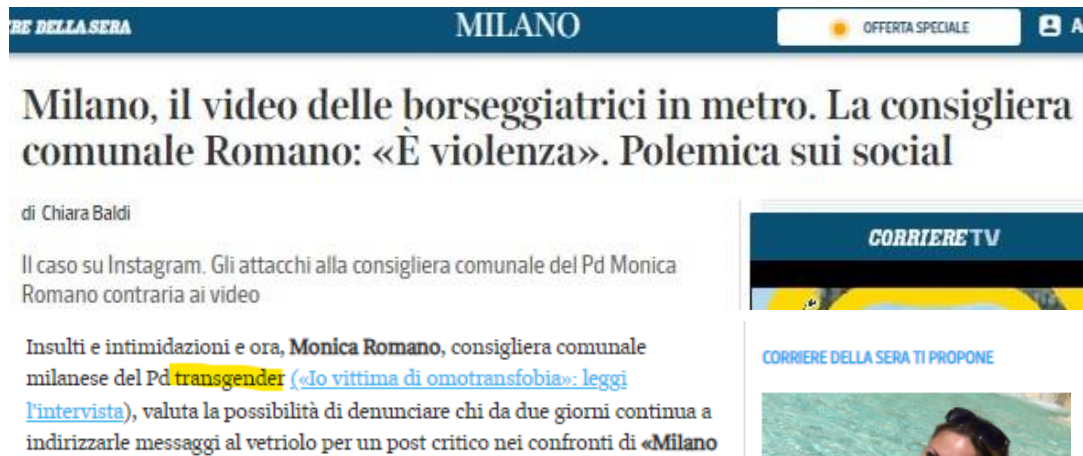 RE DELLA SERA
MILANO
OFFERTA SPECIALE
A
Milano, il video delle borseggiatrici in metro. La consigliera
comunale Romano: «È violenza». Polemica sui social
di Chiara Baldi
Il caso su Instagram. Gli attacchi alla consigliera comunale del Pd Monica
Romano contraria ai video
CORRIERE TV
Insulti e intimidazioni e ora, Monica Romano, consigliera comunale
milanese del Pd transgender («Io vittima di omotransfobia»: leggi
l'intervista), valuta la possibilità di denunciare chi da due giorni continua a
indirizzarle messaggi al vetriolo per un post critico nei confronti di «Milano
CORRIERE DELLA SERA TI PROPONE